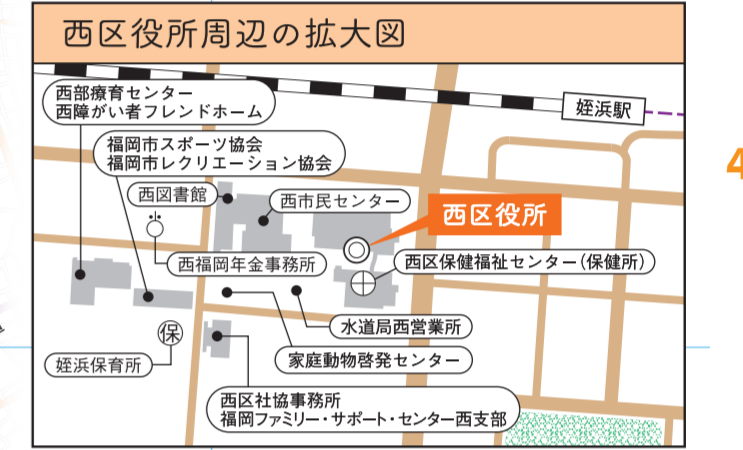 西区役所周辺の拡大図
西部療育センター
西障がい者フレンドホーム
姪浜駅
福岡市スポーツ協会
福岡市レクリエーション協会
4
西図書館
西市民センター
西区役所
西福岡年金事務所
西区保健福祉センター(保健所)
水道局西営業所
保
家庭動物啓発センター
姪浜保育所
西区社協事務所
福岡ファミリー・サポート・センター西支部